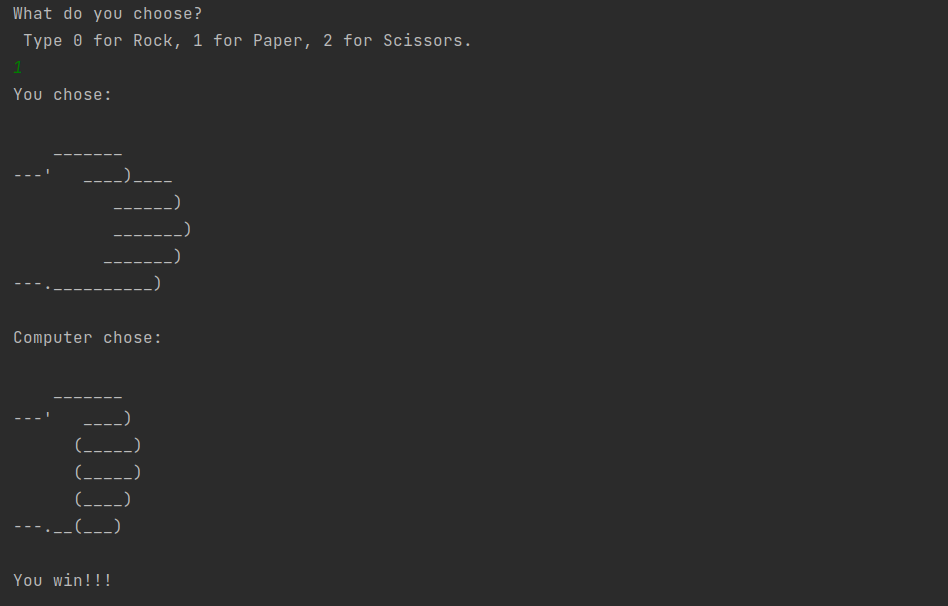 What do you choose?
 Type 0 for Rock, 1 for Paper, 2 for Scissors.
1
You chose:

    _______
---'   ____)____
          ______)
          _______)
         _______)
---.__________)

Computer chose:

    _______
---'   ____)
      (_____)
      (_____)
      (____)
---.__(___)

You win!!!